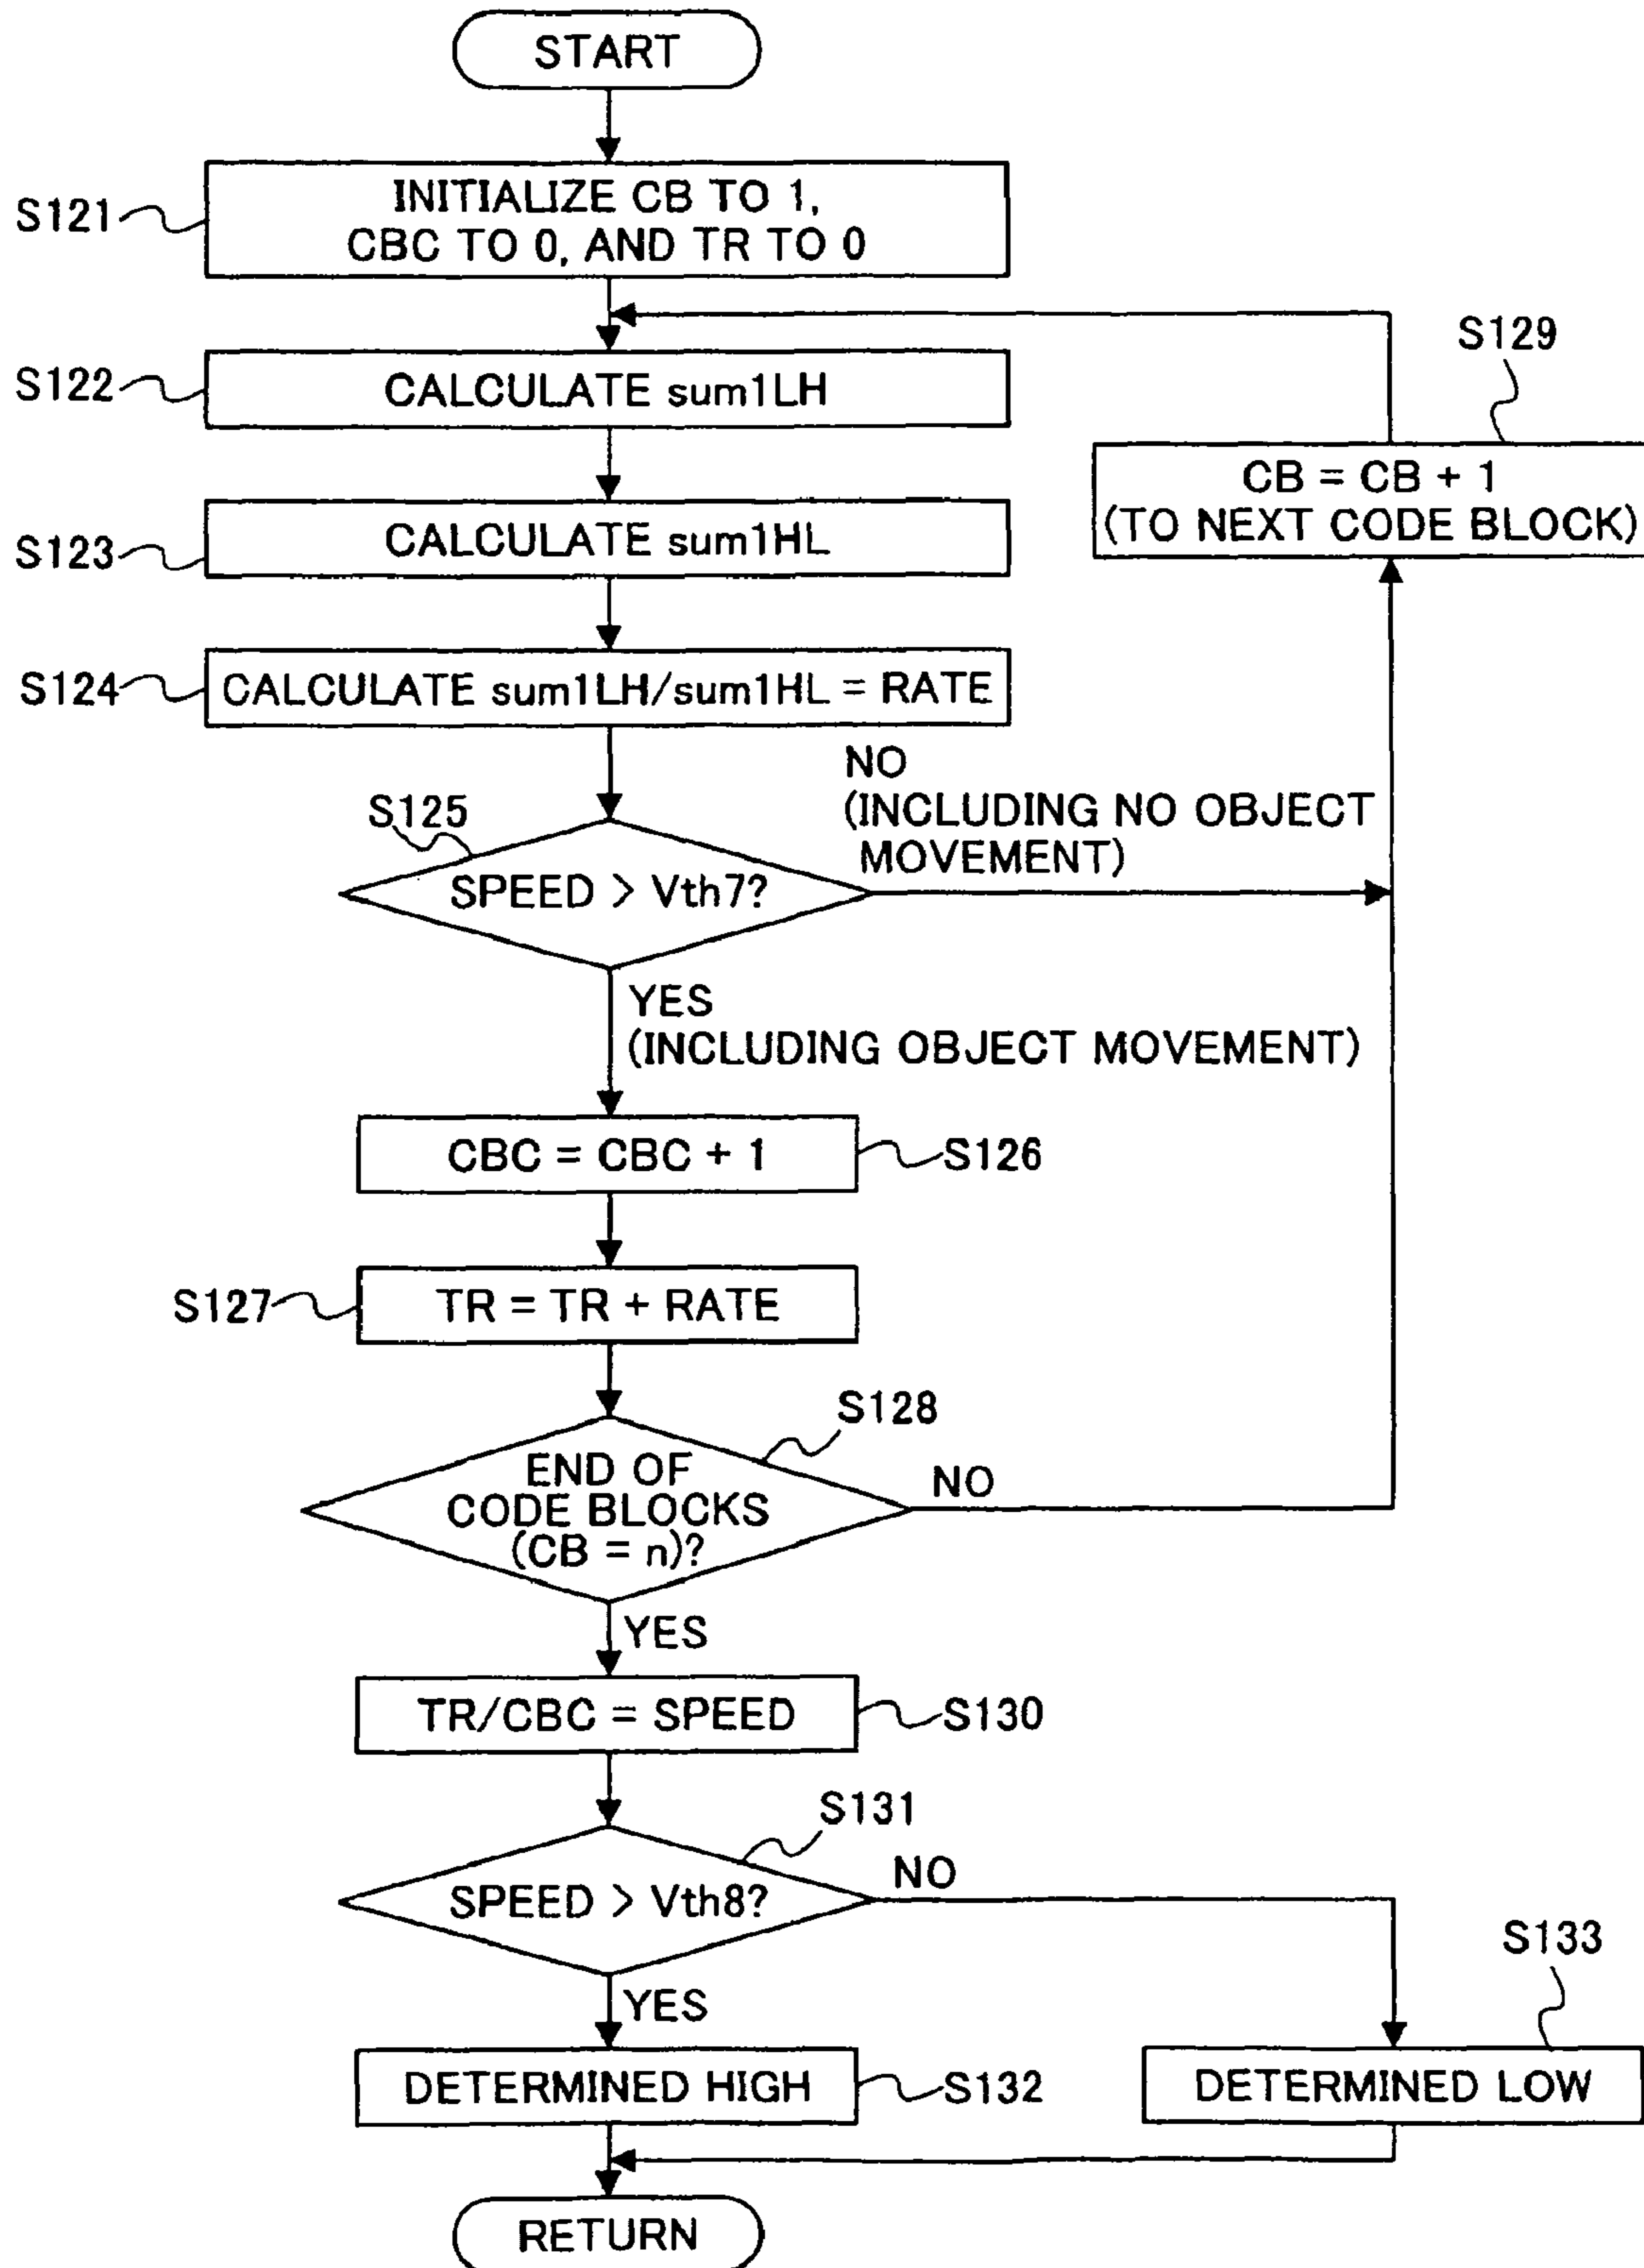 START
S121
INITIALIZE CB TO 1,
CBC TO 0, AND TR TO 0
S122
CALCULATE sum1LH
S129
CB = CB + 1
(TO NEXT CODE BLOCK)
S123
CALCULATE sum1HL
S124
CALCULATE sum1LH/sum1HL = RATE
S125
SPEED > Vth7?
NO
(INCLUDING NO OBJECT
MOVEMENT)
YES
(INCLUDING OBJECT MOVEMENT)
CBC = CBC + 1
S126
S127
TR = TR + RATE
S128
END OF
CODE BLOCKS
(CB = n)?
NO
YES
TR/CBC = SPEED
S130
S131
SPEED > Vth8?
NO
YES
S133
DETERMINED HIGH
S132
DETERMINED LOW
RETURN